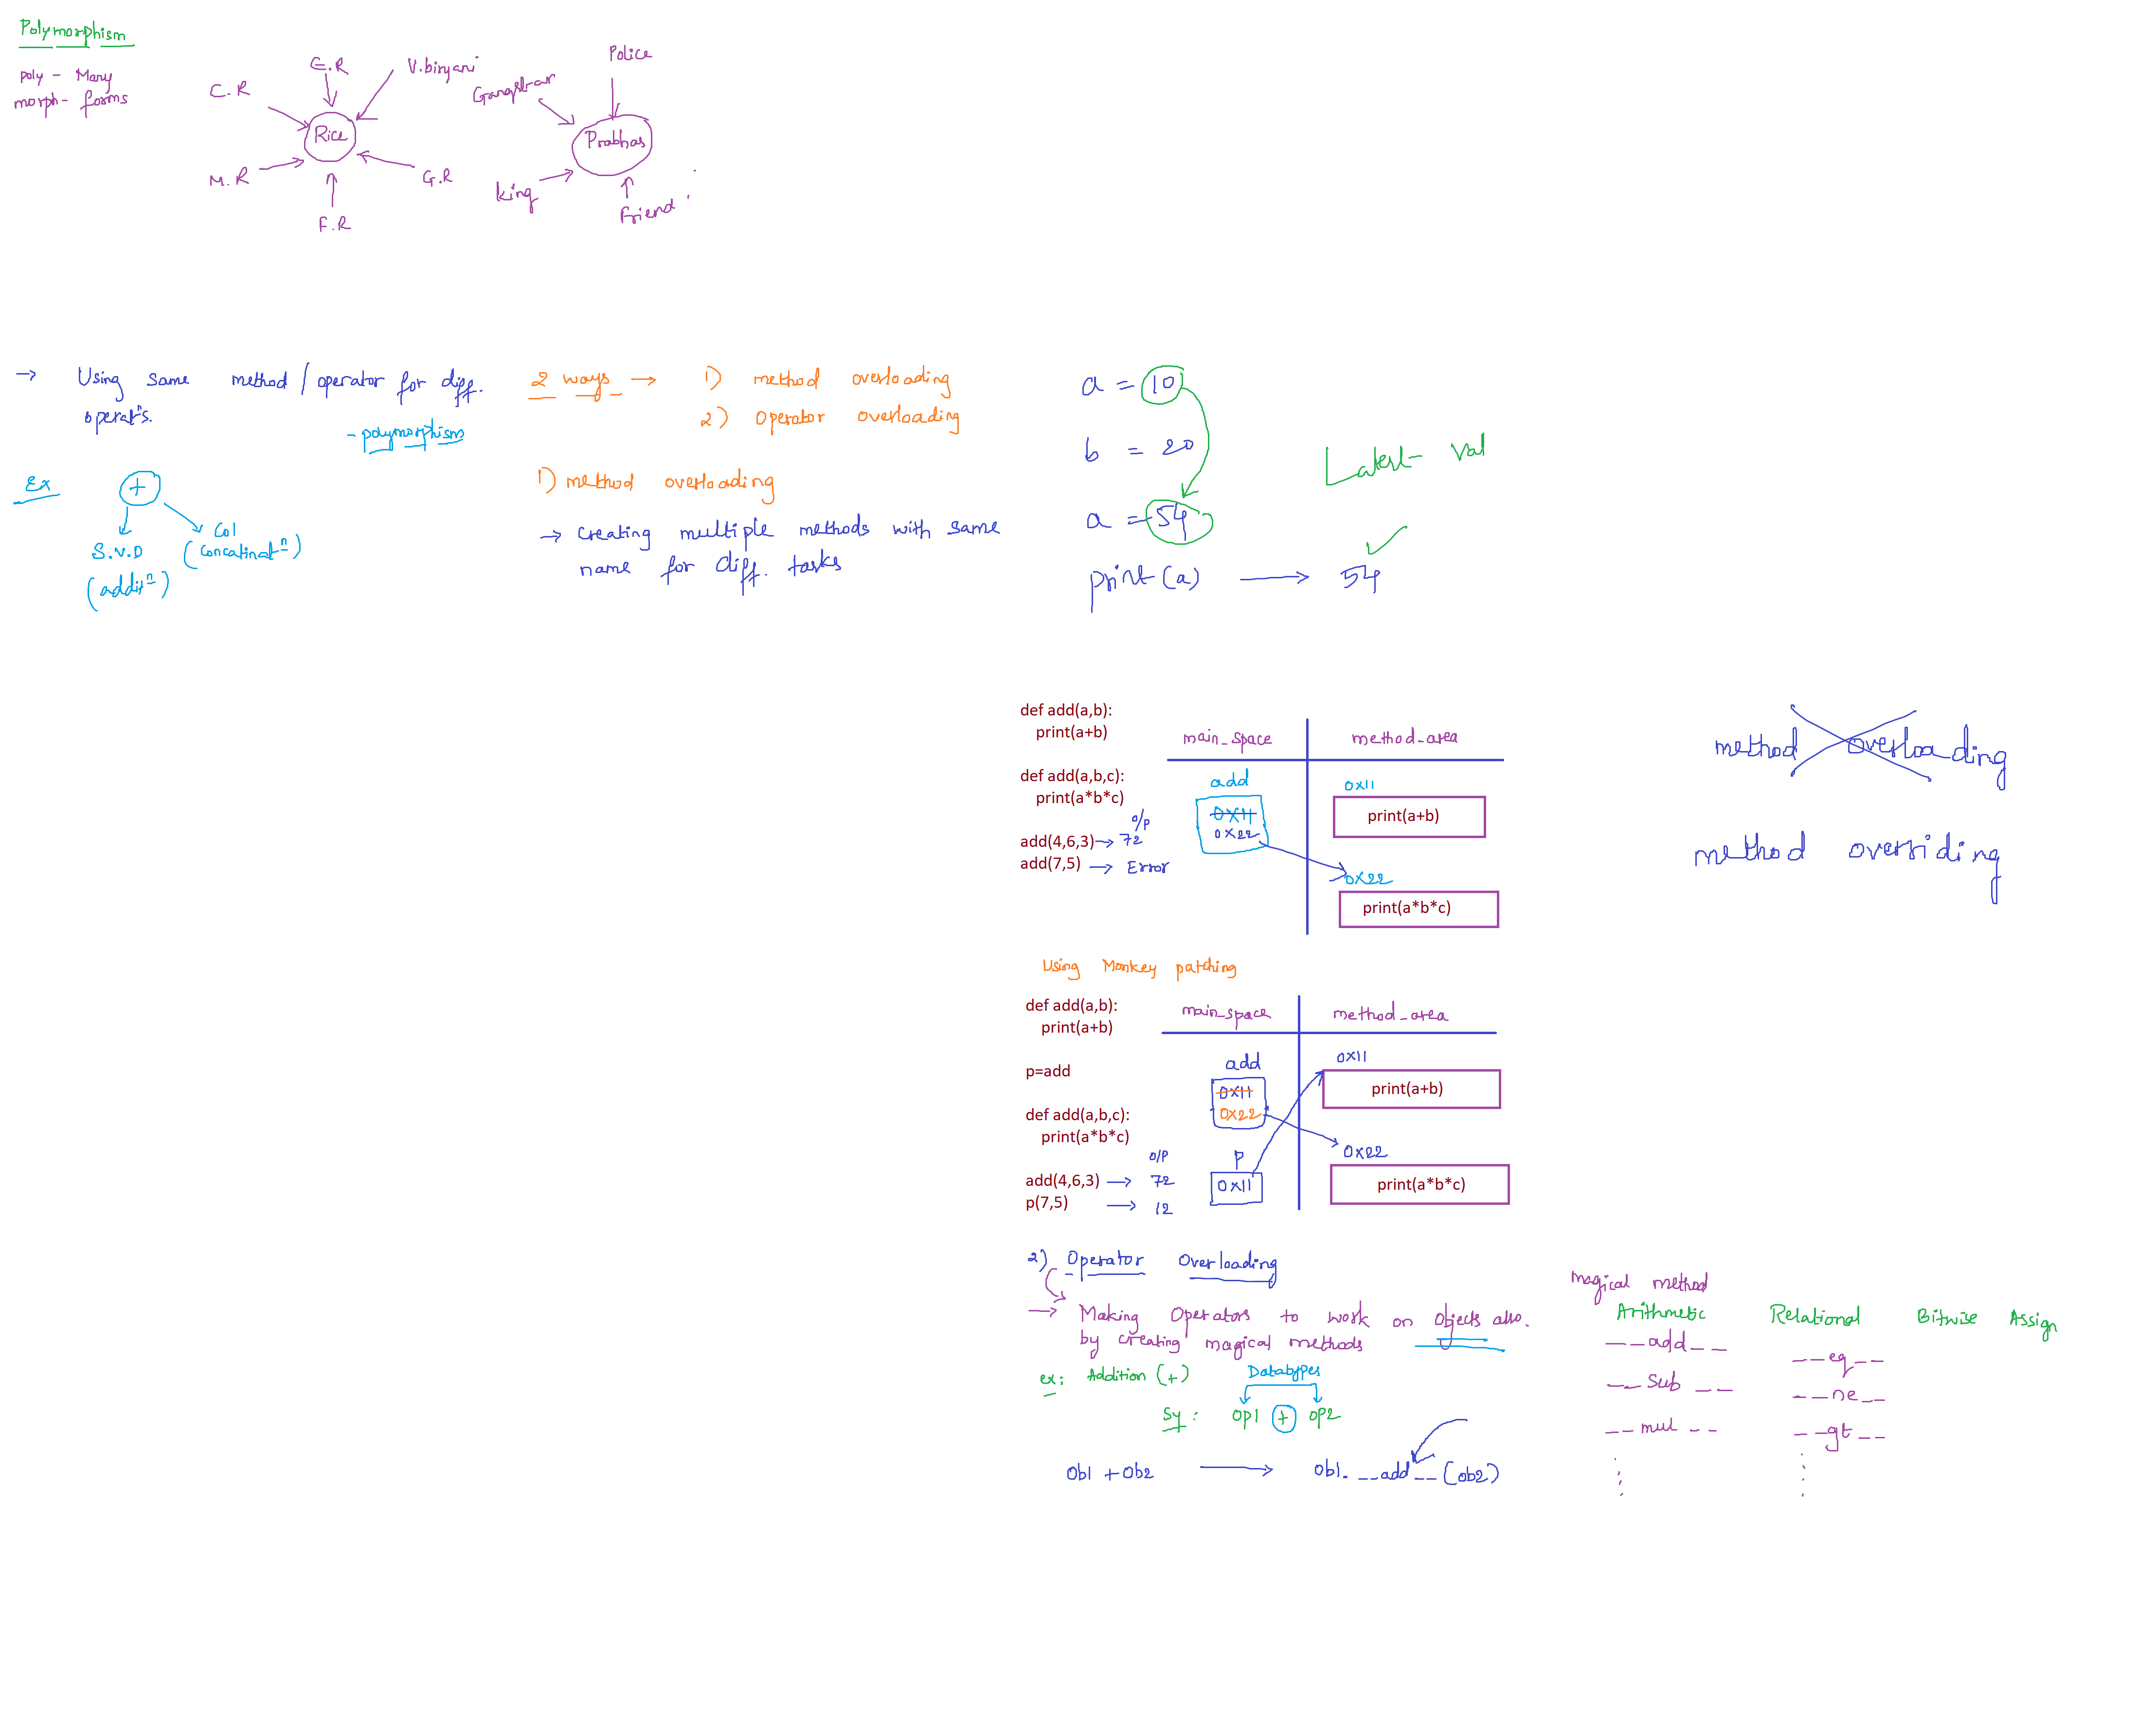 Polymorphism
poly - Many
morph - forms
C.R
E.R
V.biryani
Rice
M.R
F.R
G.R
Police
Gangstar
Prabhas
king
friend
→ Using same method / operator for diff.
operatⁿs.
- polymorphism
Ex
+
S.V.D
(additⁿ)
Col
(Concatinatⁿ)
2 ways → 1) method overloading
2) Operator overloading
1) method overloading
→ creating multiple methods with same
name for diff. tasks
a = 10
b = 20
a = 54
print(a) → 54
Latest val
def add(a,b):
print(a+b)
def add(a,b,c):
print(a*b*c)
o/p
add(4,6,3) → 72
add(7,5) → Error
main_space
method_area
add
0X11
0X22
0X11
print(a+b)
0X22
print(a*b*c)
method overloading
method overriding
Using Monkey patching
def add(a,b):
print(a+b)
p=add
def add(a,b,c):
print(a*b*c)
O/P
add(4,6,3) → 72
p(7,5) → 12
main_space
method_area
add
0X11
0X22
P
0X11
0X11
print(a+b)
0X22
print(a*b*c)
2) Operator Overloading
→ Making Operators to work on objects also.
by creating magical methods
ex: Addition (+)
Datatypes
Sy: OP1 + OP2
Ob1 + Ob2 → Ob1. __add__ (ob2)
Magical method
Arithmetic
__add__
__sub__
__mul__
Relational
__eq__
__ne__
__gt__
Bitwise
Assign